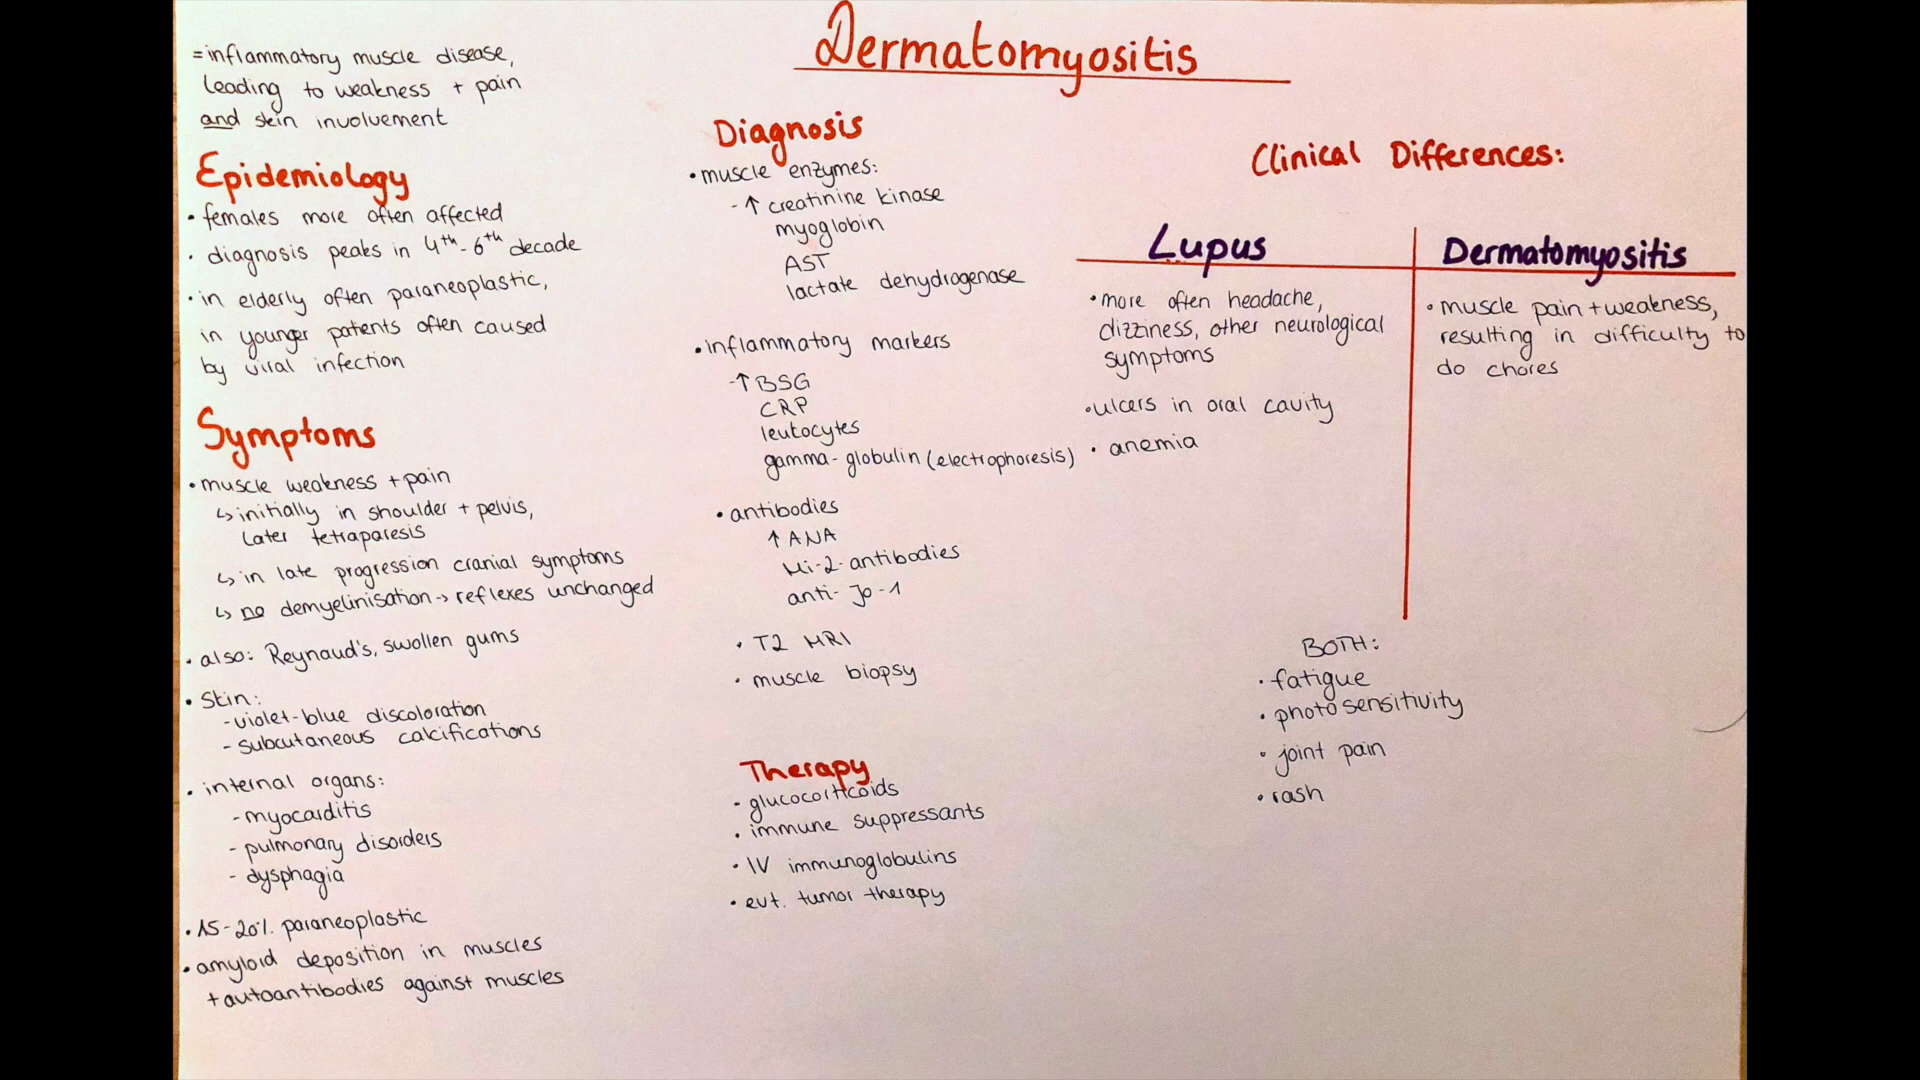 Dermatomyositis
= inflammatory muscle disease,
leading to weakness + pain
and skin involvement
Epidemiology
• females more often affected
• diagnosis peaks in 4th - 6th decade
• in elderly often paraneoplastic,
in younger patents often caused
by viral infection
Symptoms
• muscle weakness + pain
↳ initially in shoulder + pelvis,
later tetraparesis
↳ in late progression cranial symptoms
↳ no demyelinisation → reflexes unchanged
• also: Reynaud's, swollen gums
• Skin:
- violet-blue discoloration
- subcutaneous calcifications
• internal organs:
- myocarditis
- pulmonary disorders
- dysphagia
• 15-20% paraneoplastic
• amyloid deposition in muscles
+ autoantibodies against muscles
Diagnosis
• muscle enzymes:
- ↑ creatinine kinase
myoglobin
AST
lactate dehydrogenase
• inflammatory markers
- ↑ BSG
CRP
leukocytes
gamma-globulin (electrophoresis)
• antibodies
↑ ANA
Mi-2-antibodies
anti-Jo-1
• T2 MRI
• muscle biopsy
Therapy
• glucocorticoids
• immune suppressants
• IV immunoglobulins
• evt. tumor therapy
Clinical Differences:
Lupus
• more often headache,
dizziness, other neurological
symptoms
• ulcers in oral cavity
• anemia
Dermatomyositis
• muscle pain + weakness,
resulting in difficulty to
do chores
BOTH:
• fatigue
• photosensitivity
• joint pain
• rash